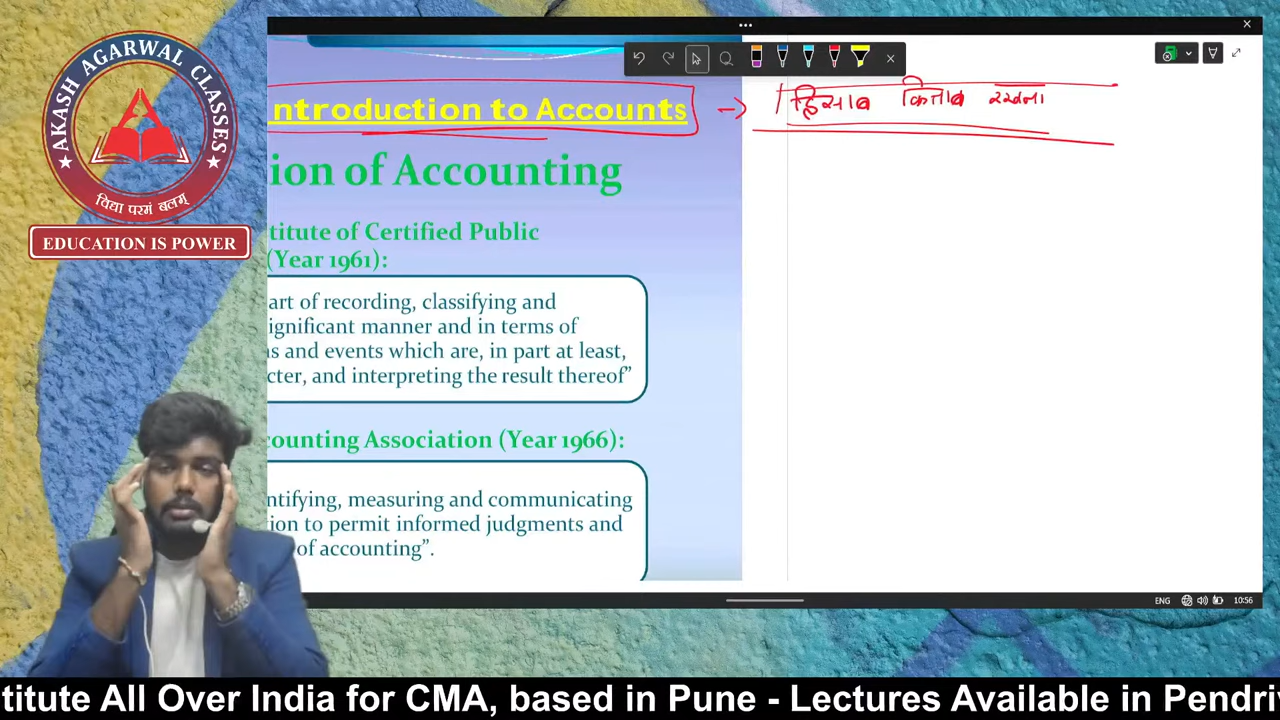 AKASH AGARWAL CLASSES
विद्या परमं बलम्
EDUCATION IS POWER
ntroduction to Accounts
हिसाब किताब रखना
ion of Accounting
titute of Certified Public
(Year 1961):
art of recording, classifying and
ignificant manner and in terms of
s and events which are, in part at least,
cter, and interpreting the result thereof”
ounting Association (Year 1966):
ntifying, measuring and communicating
tion to permit informed judgments and
of accounting”.
ENG 10:56
titute All Over India for CMA, based in Pune - Lectures Available in Pendri